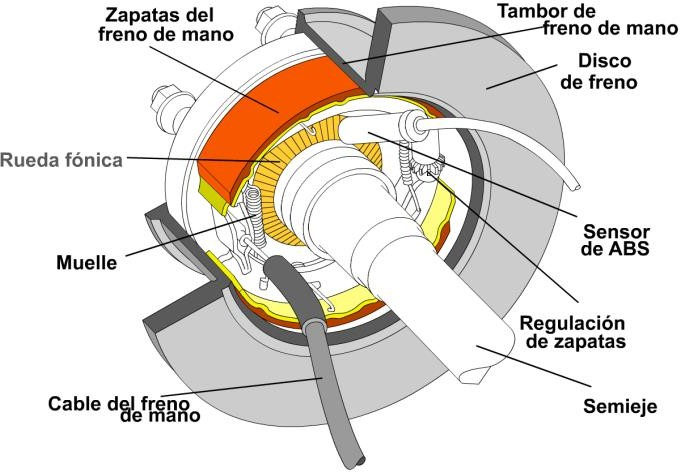 Zapatas del
freno de mano
Tambor de
freno de mano
Disco
de freno
Rueda fónica
Sensor
de ABS
Muelle
Regulación
de zapatas
Cable del freno
de mano
Semieje